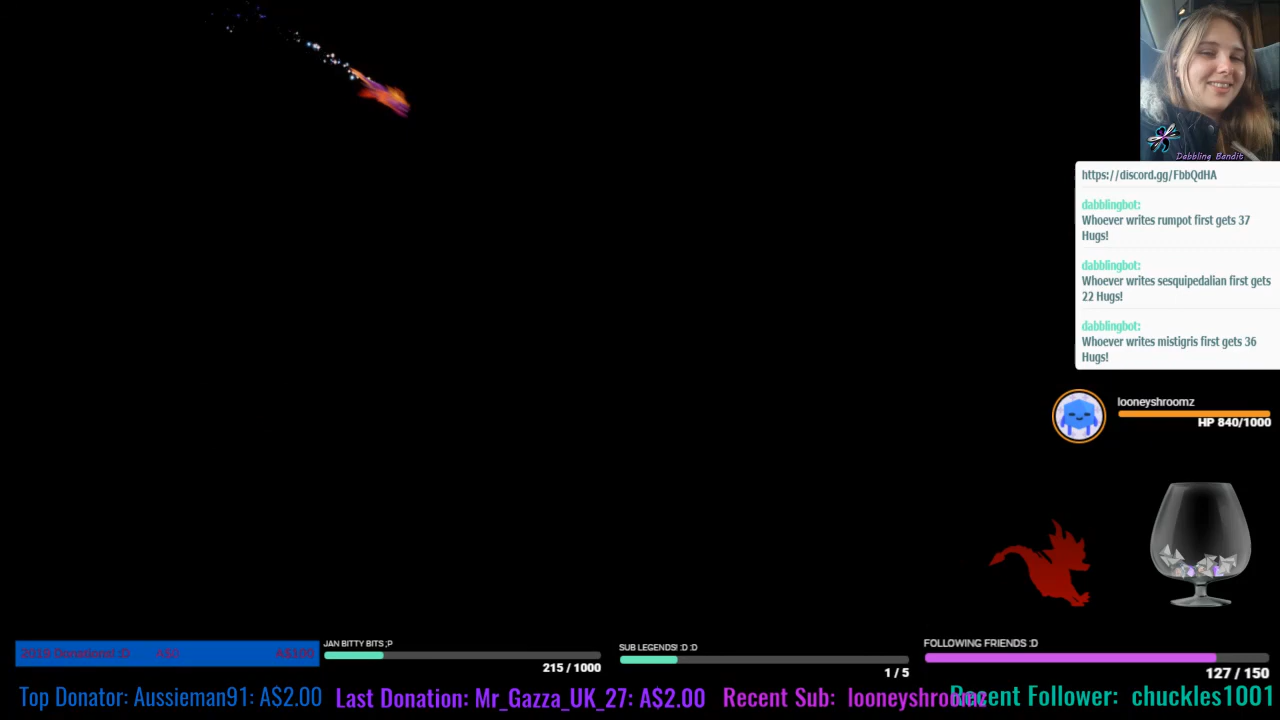 Dabbling Bandit
https://discord.gg/FbbQdHA
dabblingbot:
Whoever writes rumpot first gets 37
Hugs!
dabblingbot:
Whoever writes sesquipedalian first gets
22 Hugs!
dabblingbot:
Whoever writes mistigris first gets 36
Hugs!
looneyshroomz
HP 840/1000
JAN BITTY BITS ;P
215 / 1000
SUB LEGENDS! :D :D
1 / 5
FOLLOWING FRIENDS :D
127 / 150
Top Donator: Aussieman91: A$2.00
Last Donation: Mr_Gazza_UK_27: A$2.00
Recent Sub: looneyshroomz
Recent Follower: chuckles1001